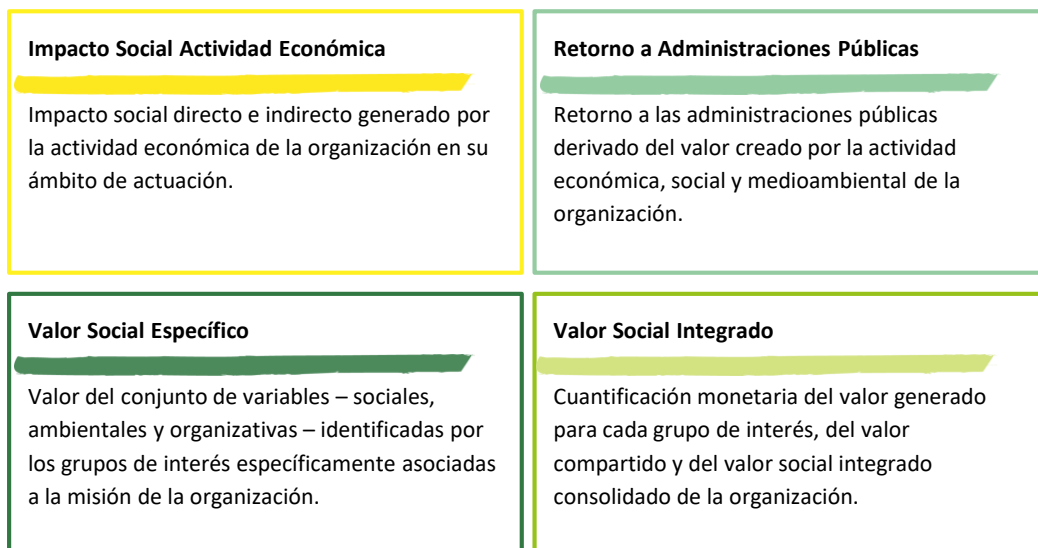 Impacto Social Actividad Económica
Impacto social directo e indirecto generado por
la actividad económica de la organización en su
ámbito de actuación.
Retorno a Administraciones Públicas
Retorno a las administraciones públicas
derivado del valor creado por la actividad
económica, social y medioambiental de la
organización.
Valor Social Específico
Valor del conjunto de variables – sociales,
ambientales y organizativas – identificadas por
los grupos de interés específicamente asociadas
a la misión de la organización.
Valor Social Integrado
Cuantificación monetaria del valor generado
para cada grupo de interés, del valor
compartido y del valor social integrado
consolidado de la organización.